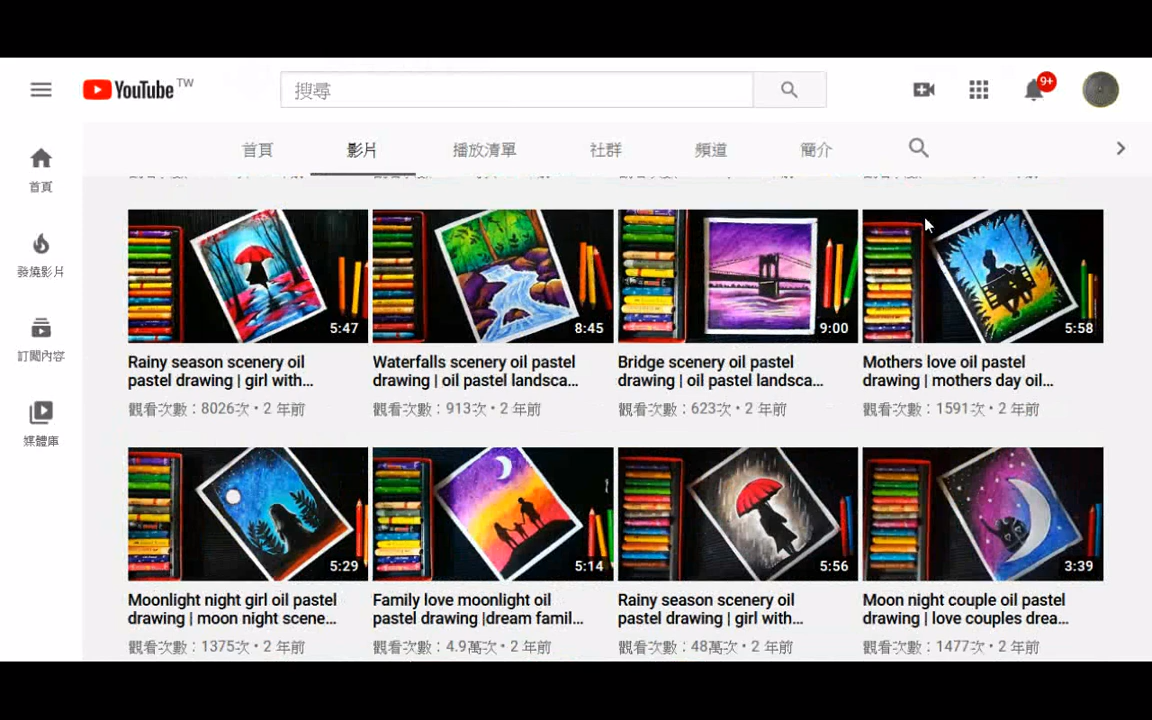 YouTube TW
搜尋
9+
首頁
影片
播放清單
社群
頻道
簡介
首頁
發燒影片
訂閱內容
媒體庫
5:47
8:45
9:00
5:58
Rainy season scenery oil
pastel drawing | girl with...
觀看次數：8026次 • 2 年前
Waterfalls scenery oil pastel
drawing | oil pastel landsca...
觀看次數：913次 • 2 年前
Bridge scenery oil pastel
drawing | oil pastel landsca...
觀看次數：623次 • 2 年前
Mothers love oil pastel
drawing | mothers day oil...
觀看次數：1591次 • 2 年前
5:29
5:14
5:56
3:39
Moonlight night girl oil pastel
drawing | moon night scene...
觀看次數：1375次 • 2 年前
Family love moonlight oil
pastel drawing |dream famil...
觀看次數：4.9萬次 • 2 年前
Rainy season scenery oil
pastel drawing | girl with...
觀看次數：48萬次 • 2 年前
Moon night couple oil pastel
drawing | love couples drea...
觀看次數：1477次 • 2 年前